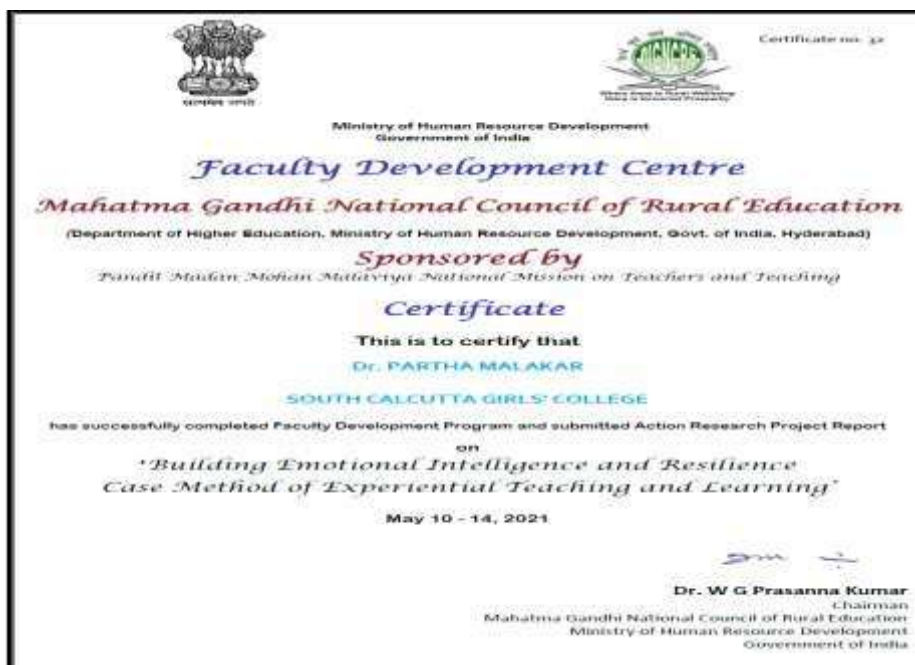 Certificate no. 32
सत्यमेव जयते
MGNCRE
Ministry of Human Resource Development
Government of India
Faculty Development Centre
Mahatma Gandhi National Council of Rural Education
(Department of Higher Education, Ministry of Human Resource Development, Govt. of India, Hyderabad)
Sponsored by
Pandit Madan Mohan Malaviya National Mission on Teachers and Teaching
Certificate
This is to certify that
Dr. PARTHA MALAKAR
SOUTH CALCUTTA GIRLS' COLLEGE
has successfully completed Faculty Development Program and submitted Action Research Project Report
on
'Building Emotional Intelligence and Resilience
Case Method of Experiential Teaching and Learning'
May 10 - 14, 2021
Dr. W G Prasanna Kumar
Chairman
Mahatma Gandhi National Council of Rural Education
Ministry of Human Resource Development
Government of India